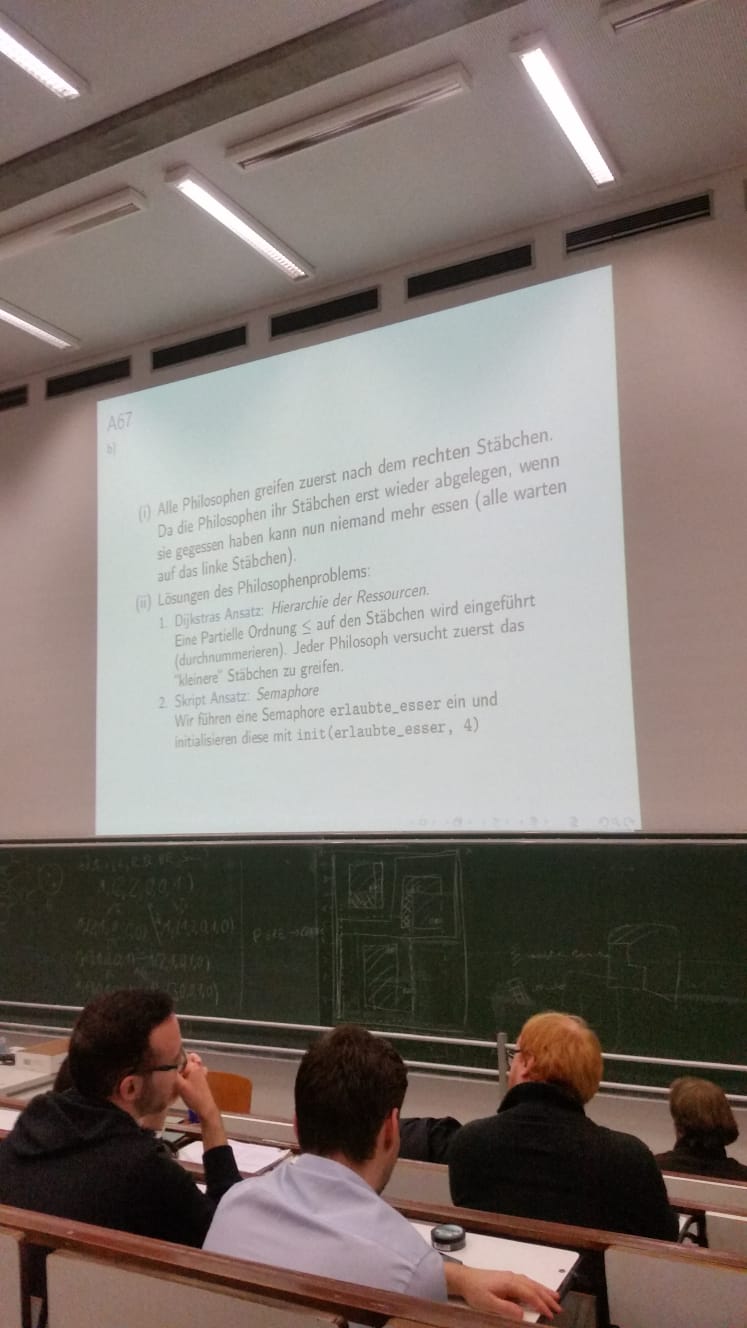 A67
b)
(i) Alle Philosophen greifen zuerst nach dem rechten Stäbchen.
Da die Philosophen ihr Stäbchen erst wieder abgelegen, wenn
sie gegessen haben kann nun niemand mehr essen (alle warten
auf das linke Stäbchen).
(ii) Lösungen des Philosophenproblems:
1. Dijkstras Ansatz: Hierarchie der Ressourcen.
Eine Partielle Ordnung ≤ auf den Stäbchen wird eingeführt
(durchnummerieren). Jeder Philosoph versucht zuerst das
"kleinere" Stäbchen zu greifen.
2. Skript Ansatz: Semaphore
Wir führen eine Semaphore erlaubte_esser ein und
initialisieren diese mit init(erlaubte_esser, 4)